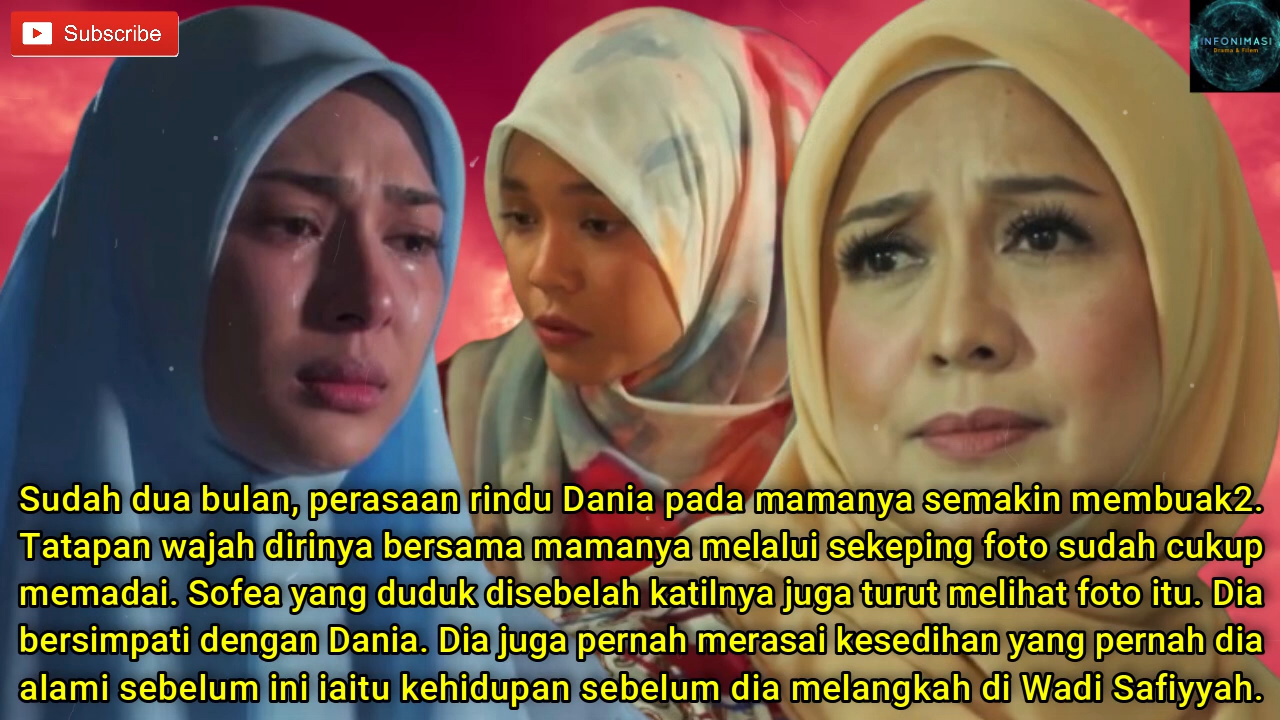 Subscribe
INFONIMASI
Drama & Filem
Sudah dua bulan, perasaan rindu Dania pada mamanya semakin membuak2.
Tatapan wajah dirinya bersama mamanya melalui sekeping foto sudah cukup
memadai. Sofea yang duduk disebelah katilnya juga turut melihat foto itu. Dia
bersimpati dengan Dania. Dia juga pernah merasai kesedihan yang pernah dia
alami sebelum ini iaitu kehidupan sebelum dia melangkah di Wadi Safiyyah.